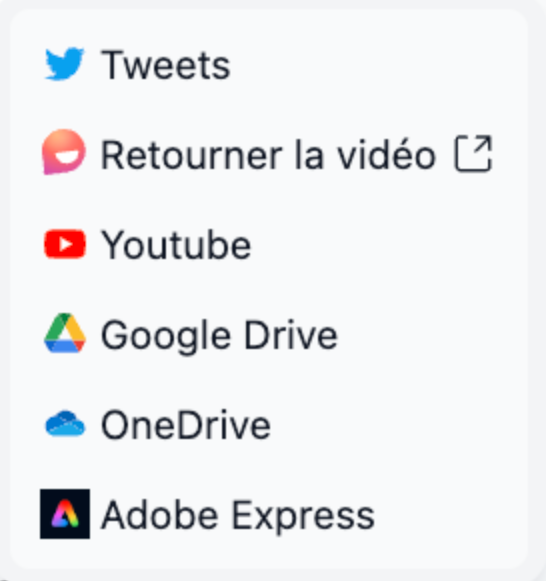 Tweets
Retourner la vidéo
Youtube
Google Drive
OneDrive
Adobe Express